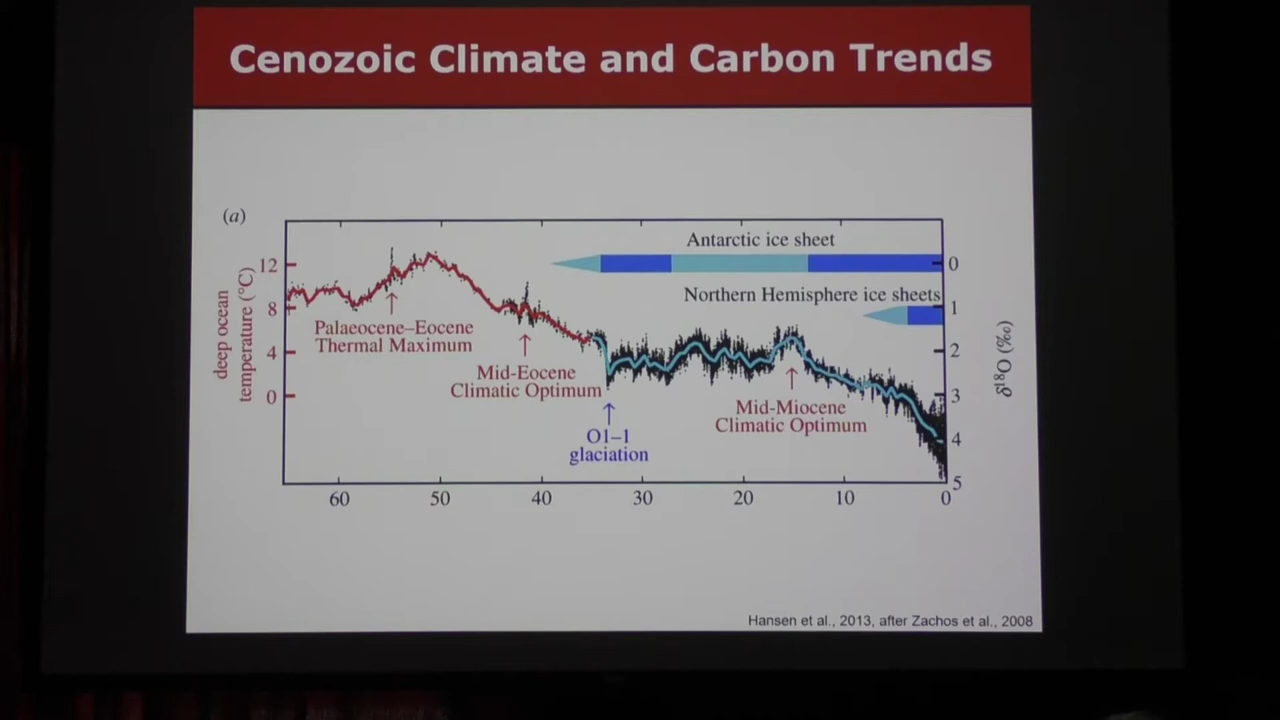 Cenozoic Climate and Carbon Trends
(a)
Antarctic ice sheet
Northern Hemisphere ice sheets
deep ocean
temperature (°C)
12
8
4
0
Palaeocene–Eocene
Thermal Maximum
Mid-Eocene
Climatic Optimum
O1–1
glaciation
Mid-Miocene
Climatic Optimum
0
1
2
3
4
5
δ18O (‰)
60
50
40
30
20
10
0
Hansen et al., 2013, after Zachos et al., 2008